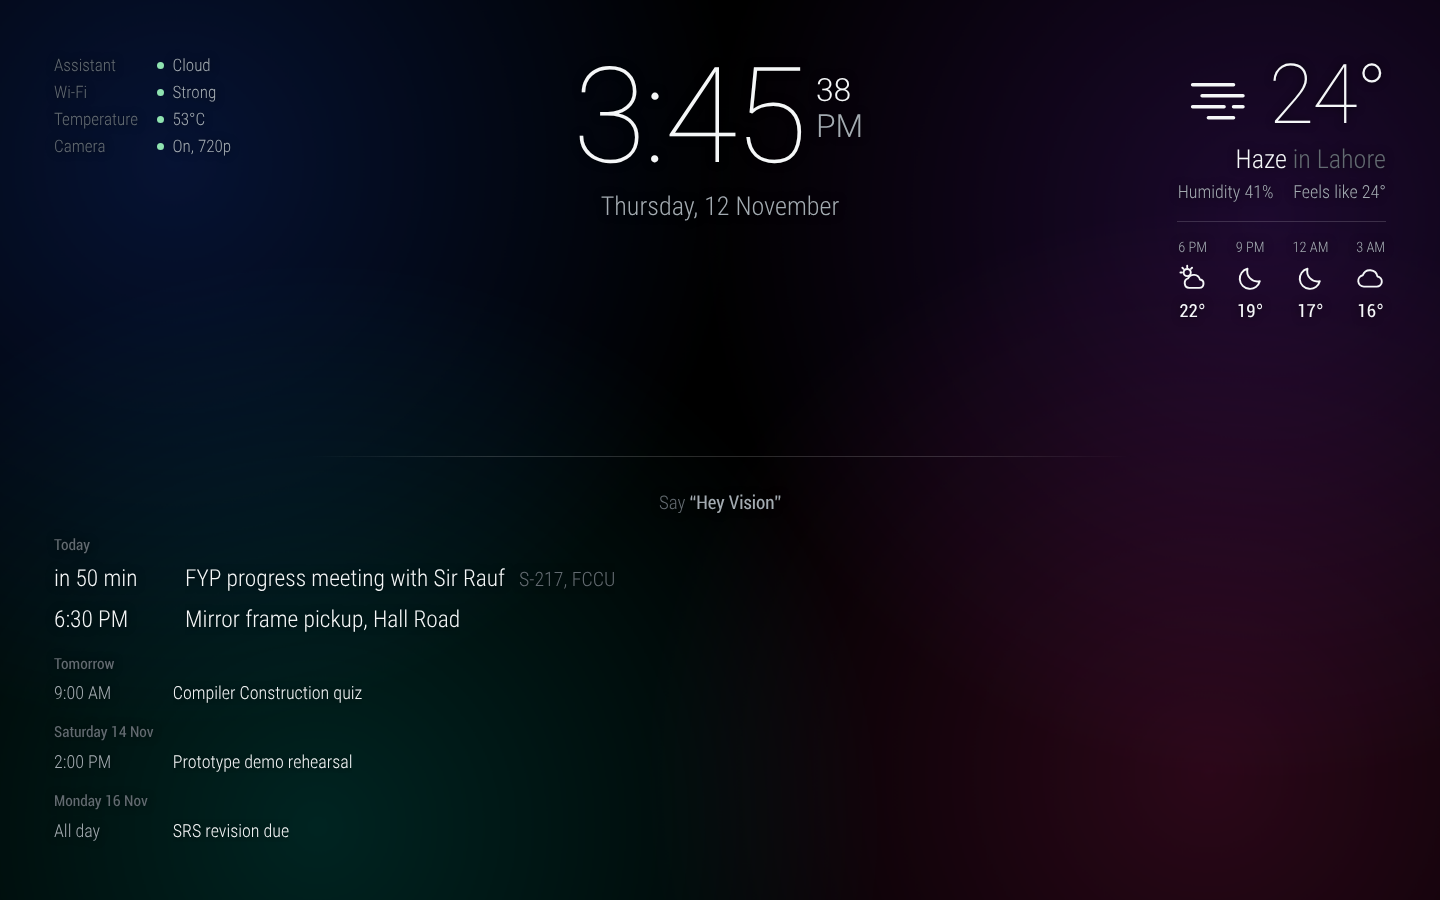 Assistant Cloud
Wi-Fi Strong
Temperature 53°C
Camera On, 720p
3:45 38 PM
Thursday, 12 November
24°
Haze in Lahore
Humidity 41% Feels like 24°
6 PM 9 PM 12 AM 3 AM
22° 19° 17° 16°
Say “Hey Vision”
Today
in 50 min FYP progress meeting with Sir Rauf S-217, FCCU
6:30 PM Mirror frame pickup, Hall Road
Tomorrow
9:00 AM Compiler Construction quiz
Saturday 14 Nov
2:00 PM Prototype demo rehearsal
Monday 16 Nov
All day SRS revision due